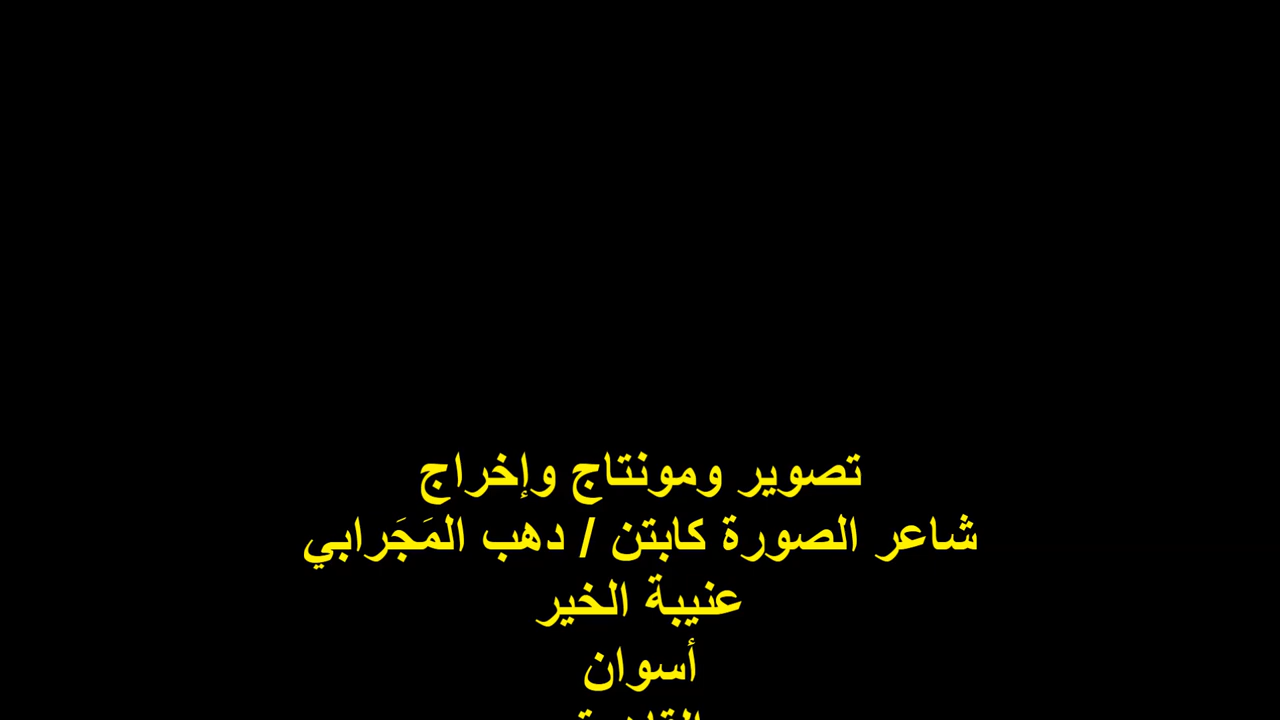 تصوير ومونتاج وإخراج
شاعر الصورة كابتن / دهب المَجَرابي
عنيبة الخير
أسوان